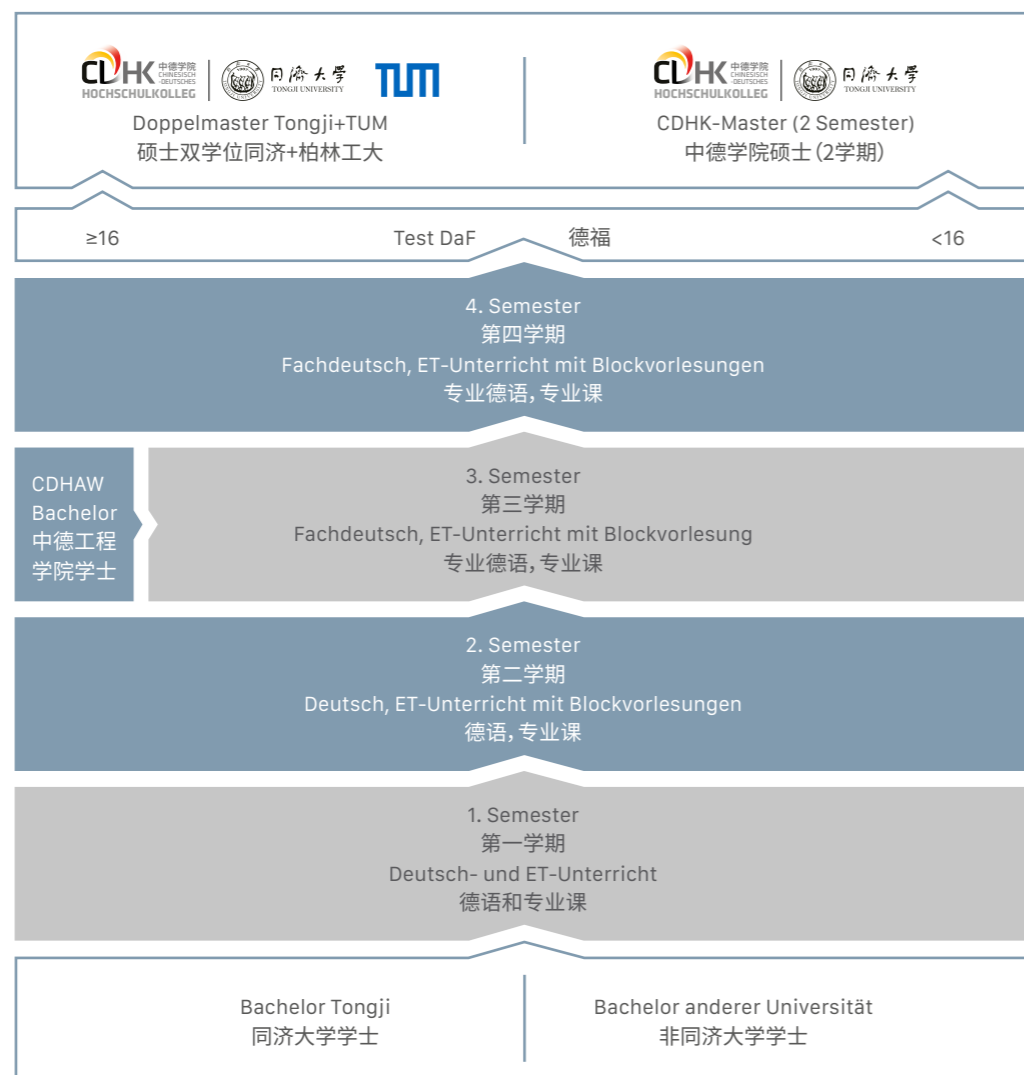 CDHK 中德学院 CHINESISCH -DEUTSCHES HOCHSCHULKOLLEG
同濟大學 TONGJI UNIVERSITY
TUM
Doppelmaster Tongji+TUM
硕士双学位同济+柏林工大
CDHK 中德学院 CHINESISCH -DEUTSCHES HOCHSCHULKOLLEG
同濟大學 TONGJI UNIVERSITY
CDHK-Master (2 Semester)
中德学院硕士(2学期)
≥16
Test DaF 德福
<16
4. Semester
第四学期
Fachdeutsch, ET-Unterricht mit Blockvorlesungen
专业德语,专业课
CDHAW
Bachelor
中德工程
学院学士
3. Semester
第三学期
Fachdeutsch, ET-Unterricht mit Blockvorlesung
专业德语,专业课
2. Semester
第二学期
Deutsch, ET-Unterricht mit Blockvorlesungen
德语,专业课
1. Semester
第一学期
Deutsch- und ET-Unterricht
德语和专业课
Bachelor Tongji
同济大学学士
Bachelor anderer Universität
非同济大学学士